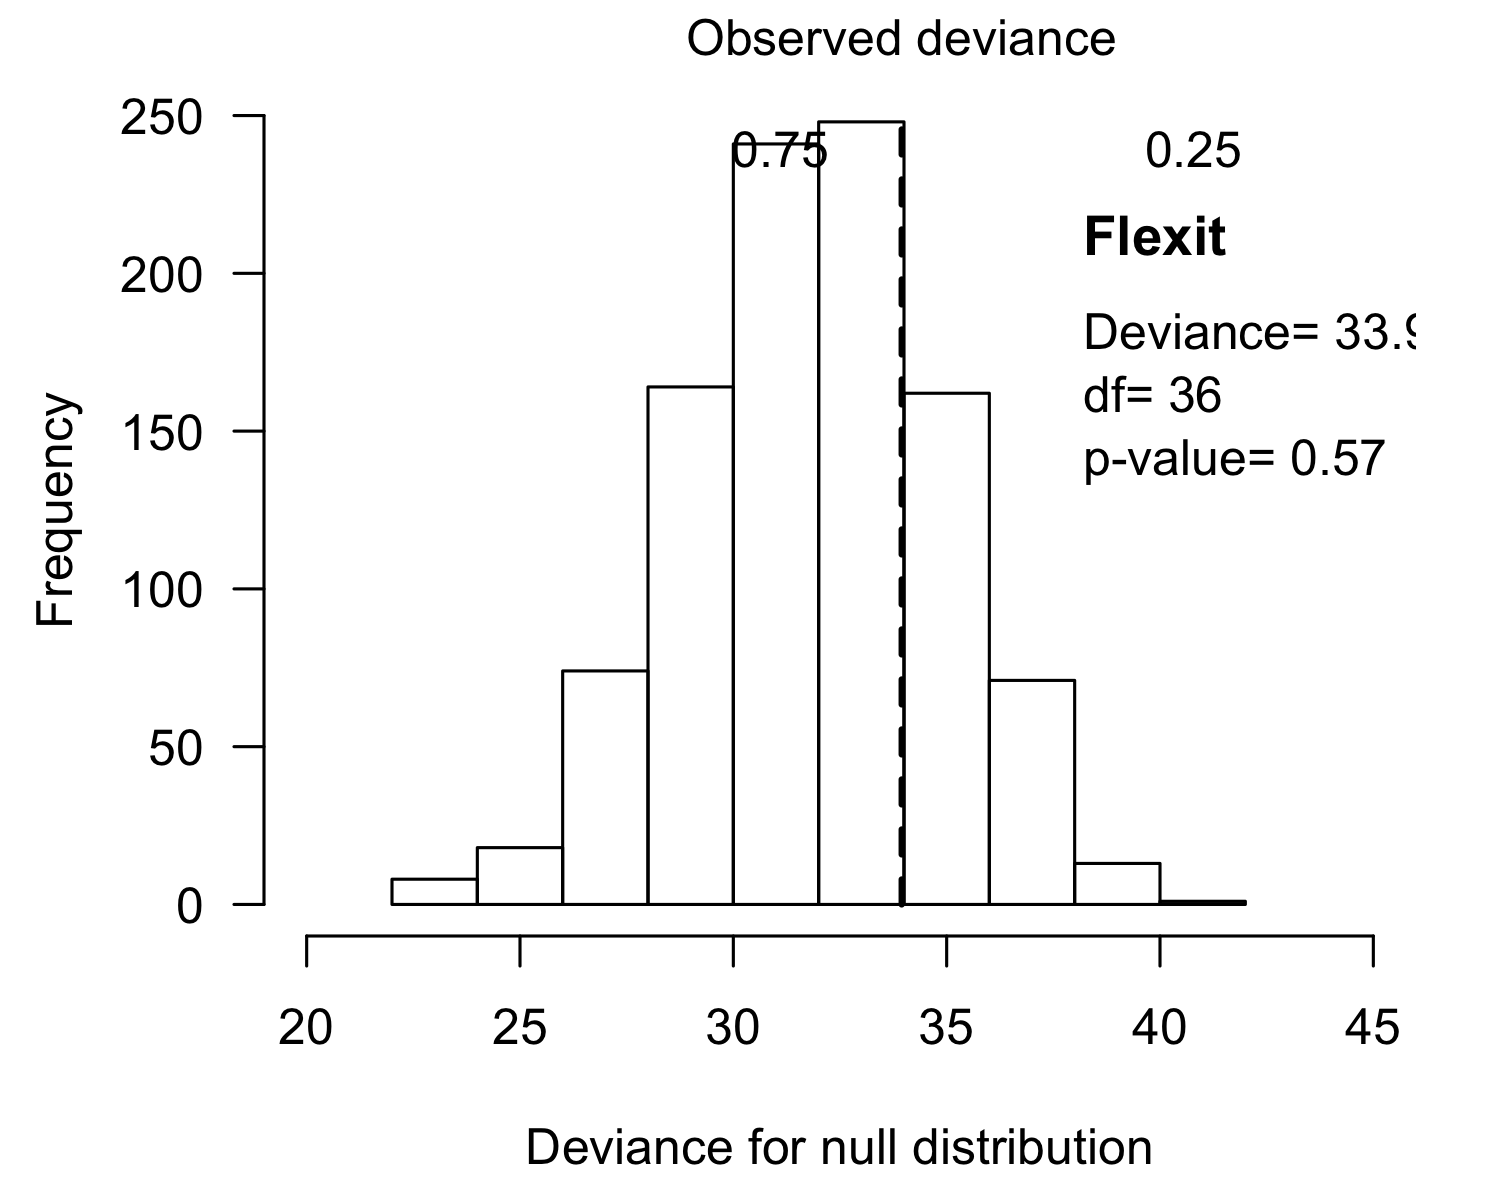 Observed deviance
250
0.75
0.25
200
Flexit
Deviance= 33.9
df= 36
150
p-value= 0.57
Frequency
100
50
0
20 25 30 35 40 45
Deviance for null distribution